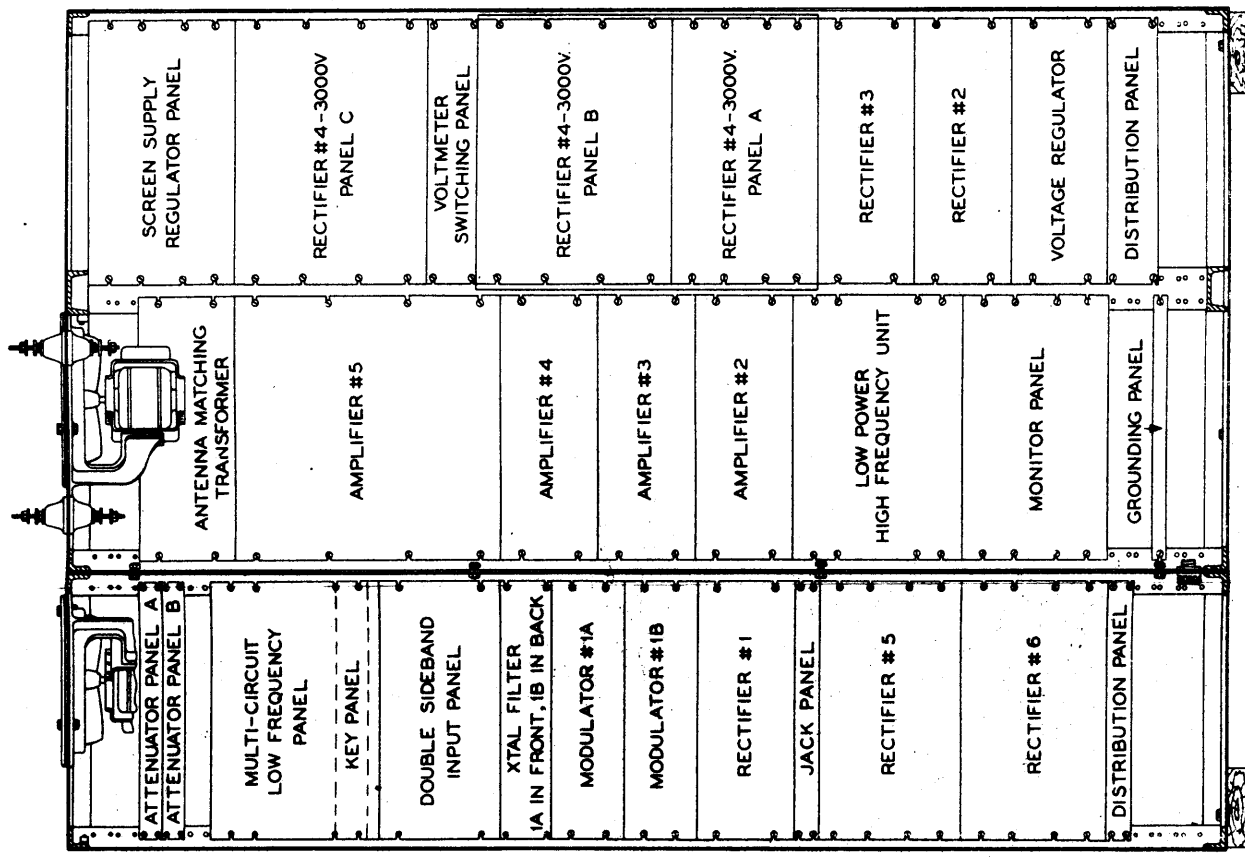 ATTENUATOR PANEL A
ATTENUATOR PANEL B
MULTI-CIRCUIT
LOW FREQUENCY
PANEL
KEY PANEL
DOUBLE SIDEBAND
INPUT PANEL
XTAL FILTER
1A IN FRONT, 1B IN BACK
MODULATOR #1A
MODULATOR #1B
RECTIFIER #1
JACK PANEL
RECTIFIER #5
RECTIFIER #6
DISTRIBUTION PANEL
ANTENNA MATCHING
TRANSFORMER
AMPLIFIER #5
AMPLIFIER #4
AMPLIFIER #3
AMPLIFIER #2
LOW POWER
HIGH FREQUENCY UNIT
MONITOR PANEL
GROUNDING PANEL
SCREEN SUPPLY
REGULATOR PANEL
RECTIFIER #4-3000V
PANEL C
VOLTMETER
SWITCHING PANEL
RECTIFIER #4-3000V.
PANEL B
RECTIFIER #4-3000V.
PANEL A
RECTIFIER #3
RECTIFIER #2
VOLTAGE REGULATOR
DISTRIBUTION PANEL